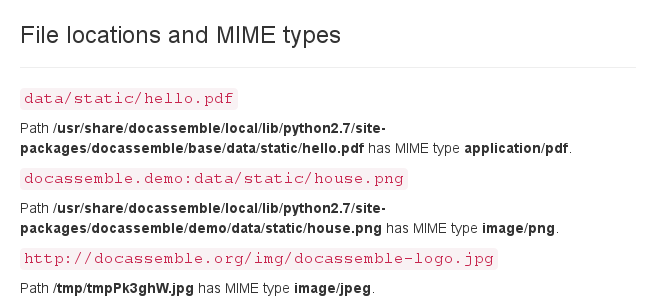 File locations and MIME types
data/static/hello.pdf
Path /usr/share/docassemble/local/lib/python2.7/site-
packages/docassemble/base/data/static/hello.pdf has MIME type application/pdf.
docassemble.demo:data/static/house.png
Path /usr/share/docassemble/local/lib/python2.7/site-
packages/docassemble/demo/data/static/house.png has MIME type image/png.
http://docassemble.org/img/docassemble-logo.jpg
Path /tmp/tmpPk3ghW.jpg has MIME type image/jpeg.